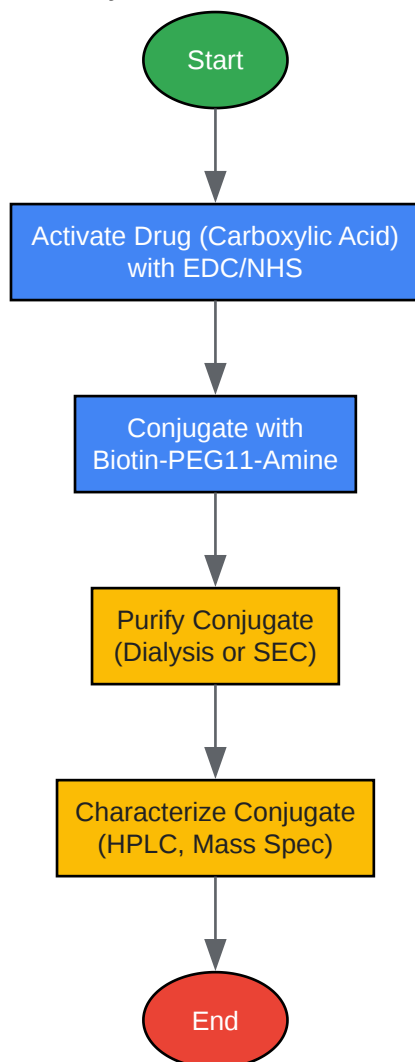 Start
Activate Drug (Carboxylic Acid)
with EDC/NHS
Conjugate with
Biotin-PEG11-Amine
Purify Conjugate
(Dialysis or SEC)
Characterize Conjugate
(HPLC, Mass Spec)
End